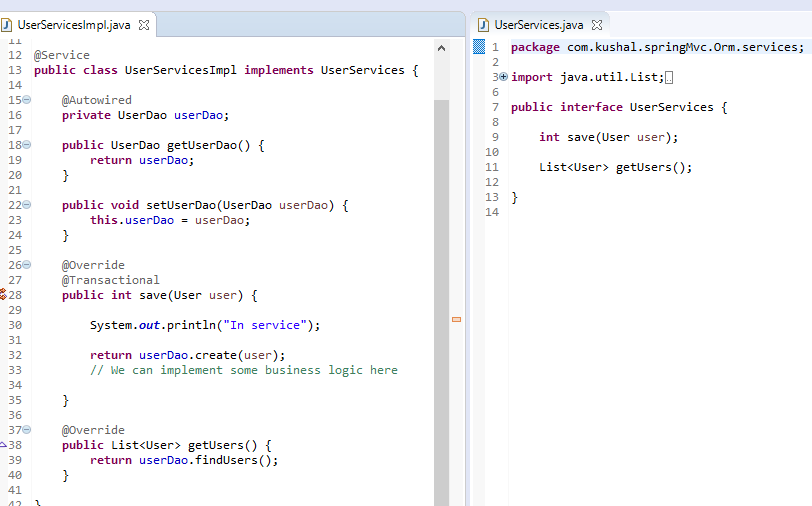 UserServicesImpl.java
11
12 @Service
13 public class UserServicesImpl implements UserServices {
14
15 @Autowired
16 private UserDao userDao;
17
18 public UserDao getUserDao() {
19 return userDao;
20 }
21
22 public void setUserDao(UserDao userDao) {
23 this.userDao = userDao;
24 }
25
26 @Override
27 @Transactional
28 public int save(User user) {
29
30 System.out.println("In service");
31
32 return userDao.create(user);
33 // We can implement some business logic here
34
35 }
36
37 @Override
38 public List<User> getUsers() {
39 return userDao.findUsers();
40 }
41
42 }
UserServices.java
1 package com.kushal.springMvc.Orm.services;
2
3 import java.util.List;
6
7 public interface UserServices {
8
9 int save(User user);
10
11 List<User> getUsers();
12
13 }
14